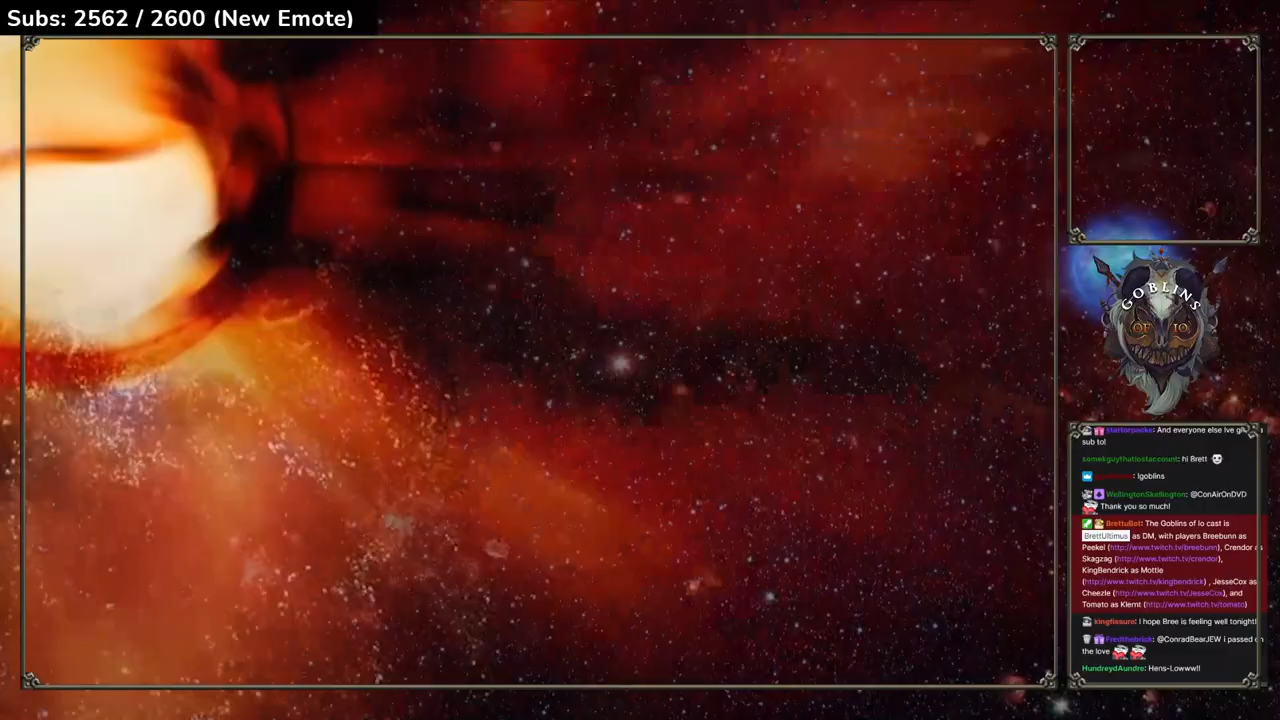 Subs: 2562 / 2600 (New Emote)
GOBLINS
OF IO
startorpacks: And everyone else Ive
sub to!
somekguythatlostaccount: hi Brett
: !goblins
WellingtonSkellington: @ConAirOnDVD
Thank you so much!
BrettuBot: The Goblins of Io cast is
BrettUltimus as DM, with players Breebunn as
Peekel (http://www.twitch.tv/breebunn), Crendor as
Skagzag (http://www.twitch.tv/crendor),
KingBendrick as Mottie
(http://www.twitch.tv/kingbendrick) , JesseCox as
Cheezle (http://www.twitch.tv/JesseCox), and
Tomato as Klernt (http://www.twitch.tv/tomato)
kingfissure: I hope Bree is feeling well tonight!
Fredthebrick: @ConradBearJEW i passed on
the love
HundreydAundre: Hens-Lowww!!